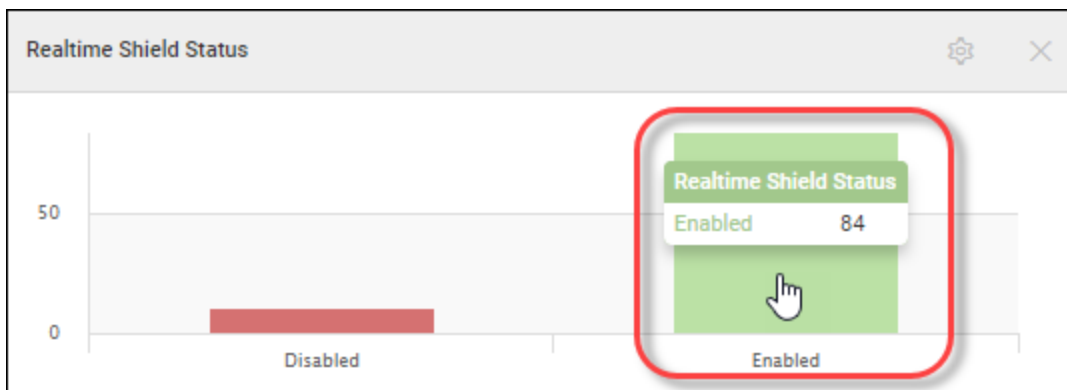 Realtime Shield Status
Realtime Shield Status
50
Enabled 84
0
Disabled Enabled